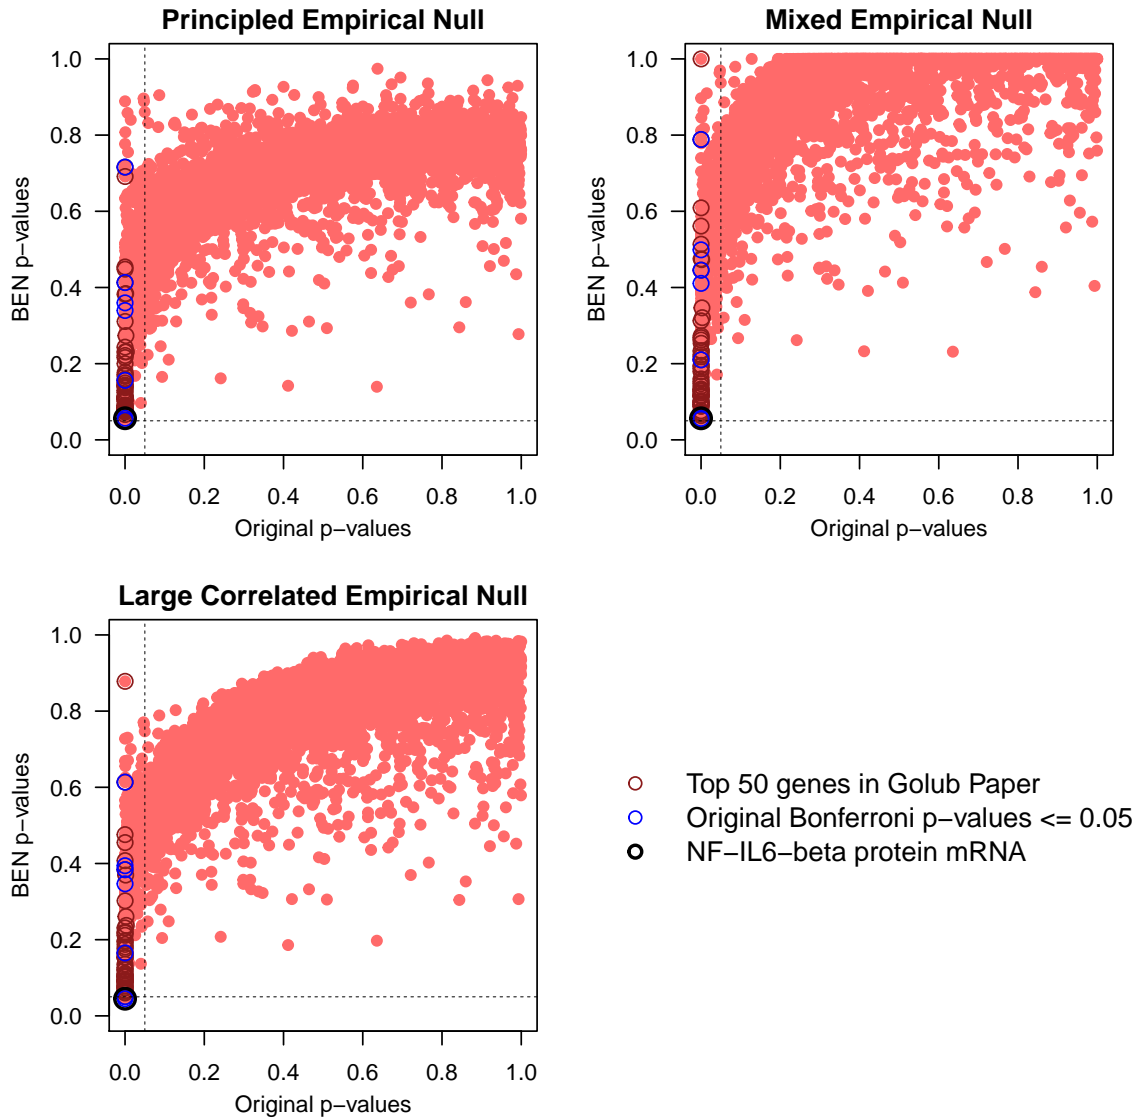 Principled Empirical Null
BEN p−values
1.0
0.8
0.6
0.4
0.2
0.0
0.0 0.2 0.4 0.6 0.8 1.0
Original p−values
Mixed Empirical Null
BEN p−values
1.0
0.8
0.6
0.4
0.2
0.0
0.0 0.2 0.4 0.6 0.8 1.0
Original p−values
Large Correlated Empirical Null
BEN p−values
1.0
0.8
0.6
0.4
0.2
0.0
0.0 0.2 0.4 0.6 0.8 1.0
Original p−values
Top 50 genes in Golub Paper
Original Bonferroni p−values <= 0.05
NF−IL6−beta protein mRNA